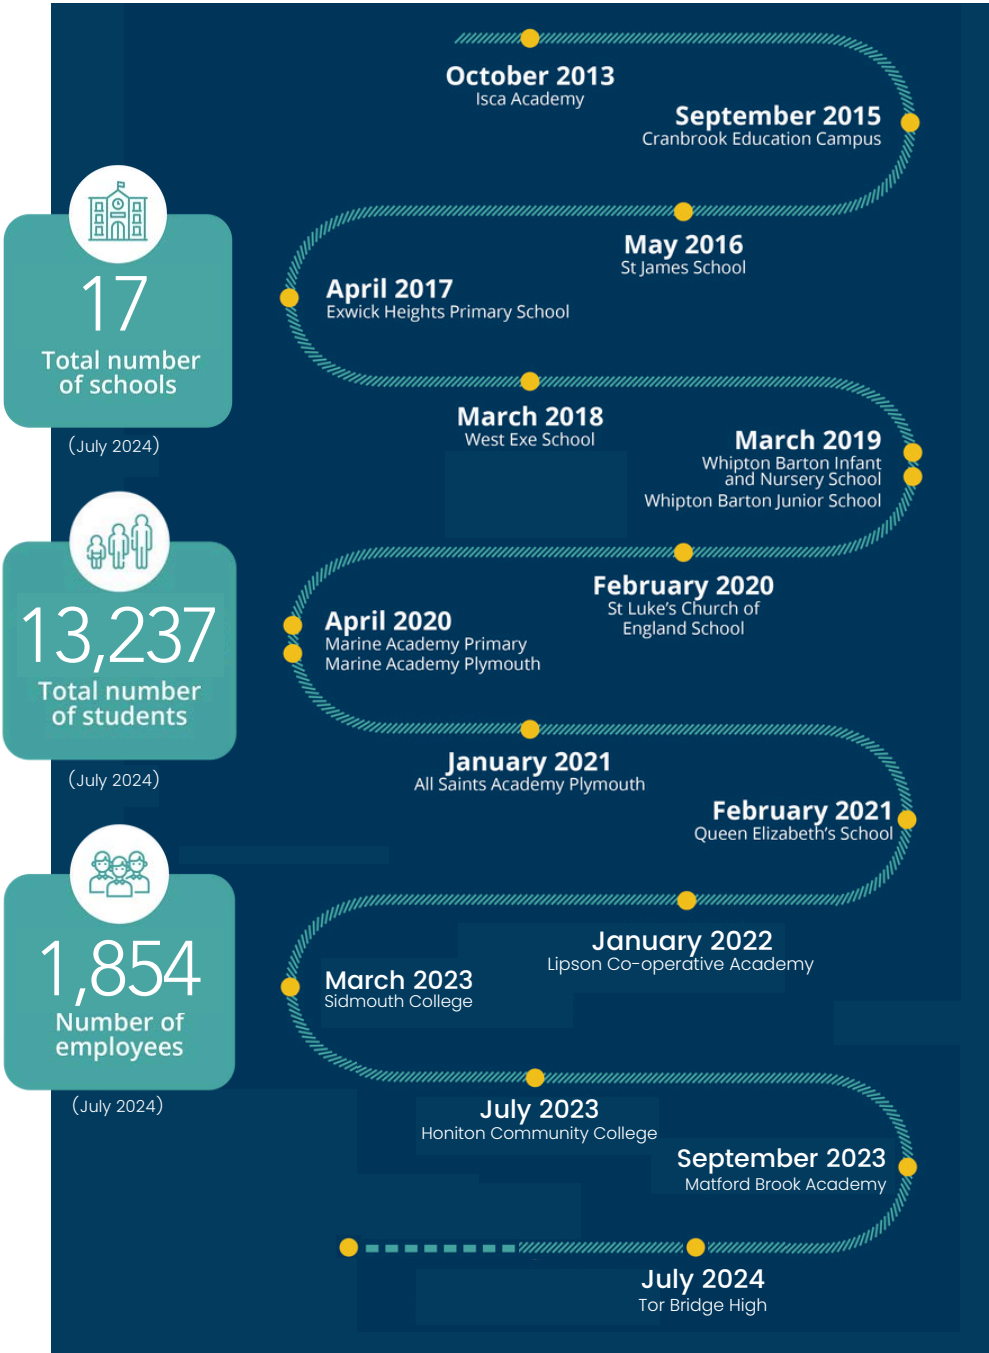 October 2013
Isca Academy
September 2015
Cranbrook Education Campus
May 2016
St James School
April 2017
Exwick Heights Primary School
March 2018
West Exe School
March 2019
Whipton Barton Infant
and Nursery School
Whipton Barton Junior School
February 2020
St Luke's Church of
England School
April 2020
Marine Academy Primary
Marine Academy Plymouth
January 2021
All Saints Academy Plymouth
February 2021
Queen Elizabeth's School
January 2022
Lipson Co-operative Academy
March 2023
Sidmouth College
July 2023
Honiton Community College
September 2023
Matford Brook Academy
July 2024
Tor Bridge High
17
Total number
of schools
(July 2024)
13,237
Total number
of students
(July 2024)
1,854
Number of
employees
(July 2024)